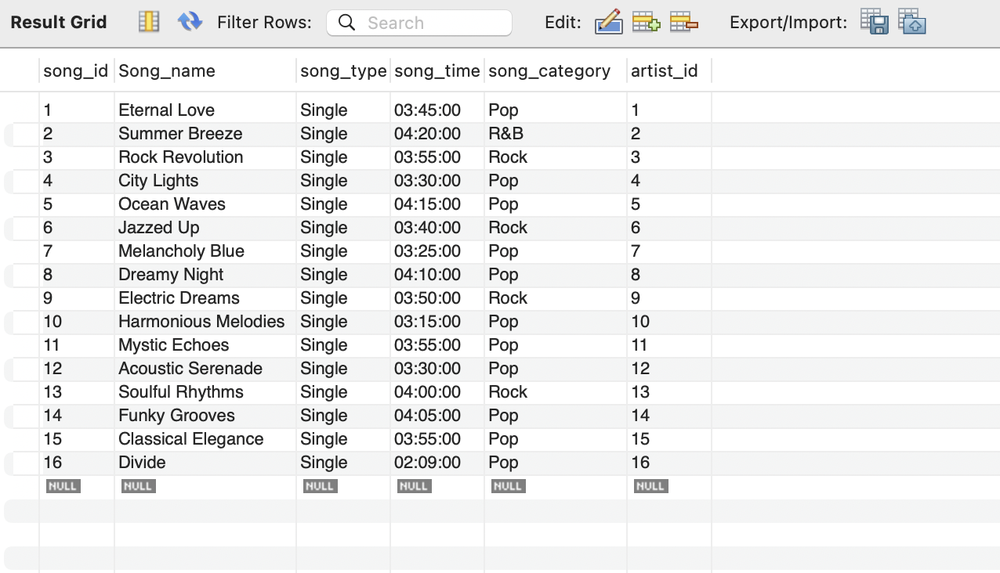 Result Grid Filter Rows: Search Edit: Export/Import:
song_id Song_name song_type song_time song_category artist_id
1 Eternal Love Single 03:45:00 Pop 1
2 Summer Breeze Single 04:20:00 R&B 2
3 Rock Revolution Single 03:55:00 Rock 3
4 City Lights Single 03:30:00 Pop 4
5 Ocean Waves Single 04:15:00 Pop 5
6 Jazzed Up Single 03:40:00 Rock 6
7 Melancholy Blue Single 03:25:00 Pop 7
8 Dreamy Night Single 04:10:00 Pop 8
9 Electric Dreams Single 03:50:00 Rock 9
10 Harmonious Melodies Single 03:15:00 Pop 10
11 Mystic Echoes Single 03:55:00 Pop 11
12 Acoustic Serenade Single 03:30:00 Pop 12
13 Soulful Rhythms Single 04:00:00 Rock 13
14 Funky Grooves Single 04:05:00 Pop 14
15 Classical Elegance Single 03:55:00 Pop 15
16 Divide Single 02:09:00 Pop 16
NULL NULL NULL NULL NULL NULL